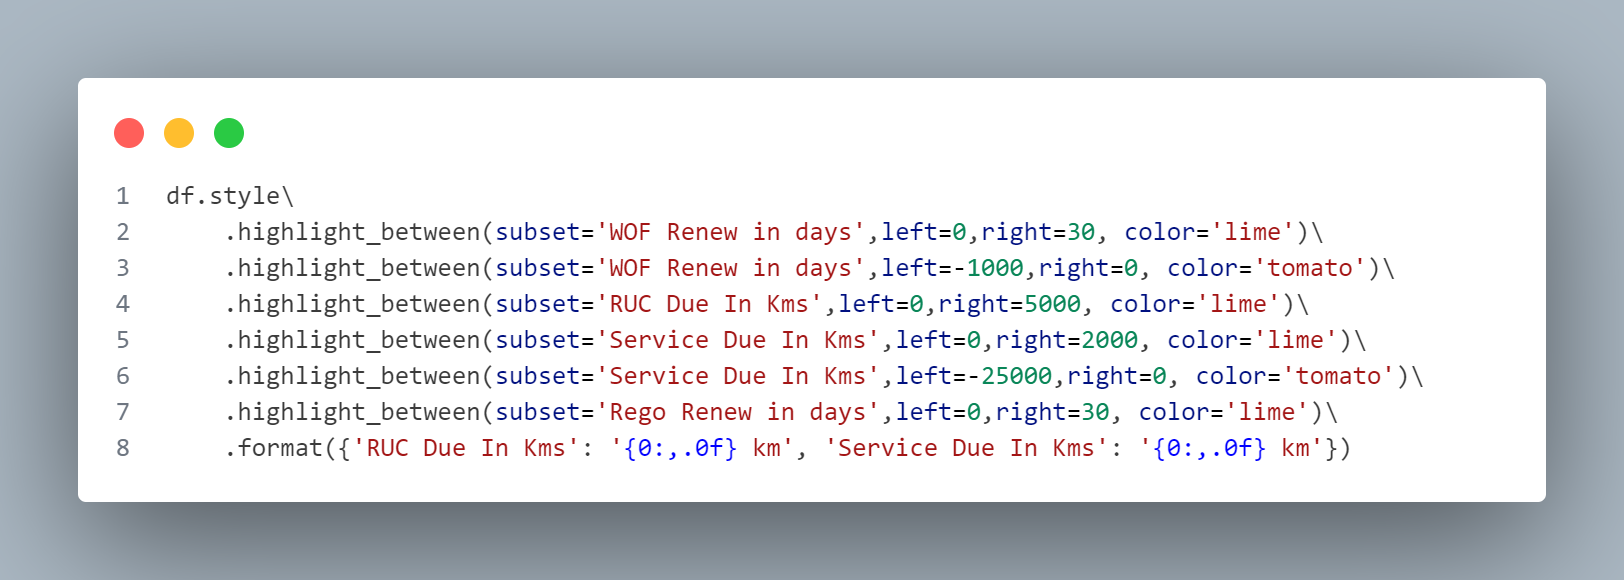 1 df.style\
2 .highlight_between(subset='WOF Renew in days',left=0,right=30, color='lime')\
3 .highlight_between(subset='WOF Renew in days',left=-1000,right=0, color='tomato')\
4 .highlight_between(subset='RUC Due In Kms',left=0,right=5000, color='lime')\
5 .highlight_between(subset='Service Due In Kms',left=0,right=2000, color='lime')\
6 .highlight_between(subset='Service Due In Kms',left=-25000,right=0, color='tomato')\
7 .highlight_between(subset='Rego Renew in days',left=0,right=30, color='lime')\
8 .format({'RUC Due In Kms': '{0:,.0f} km', 'Service Due In Kms': '{0:,.0f} km'})